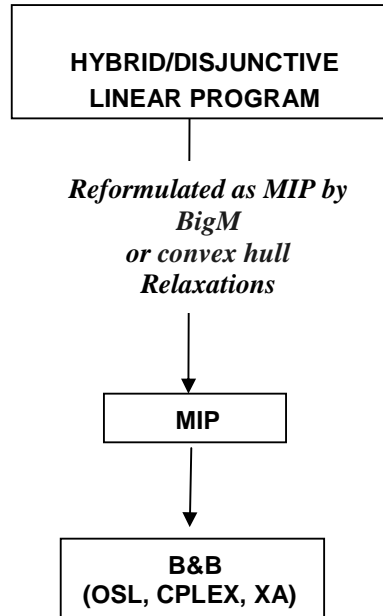 HYBRID/DISJUNCTIVE
LINEAR PROGRAM
Reformulated as MIP by
BigM
or convex hull
Relaxations
MIP
B&B
(OSL, CPLEX, XA)